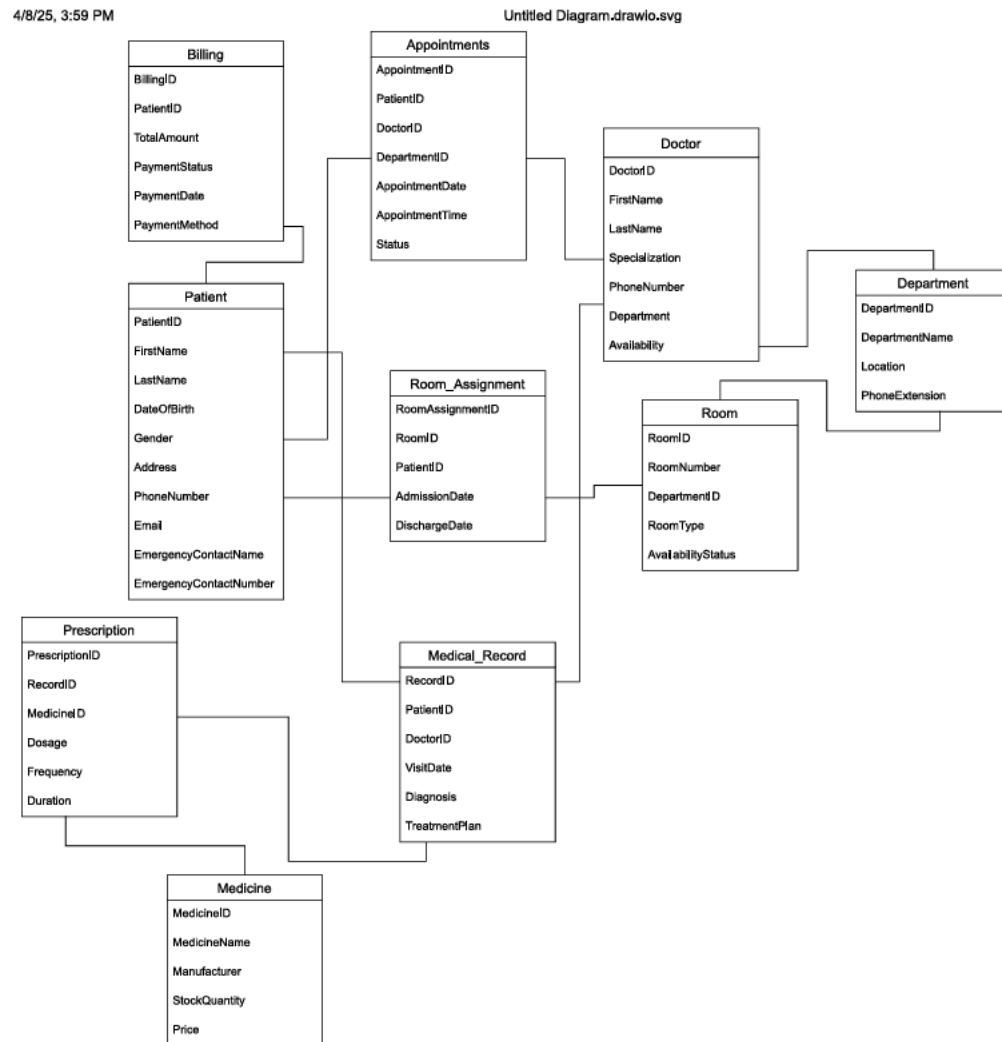 4/8/25, 3:59 PM
Untitled Diagram.drawio.svg
Billing
BillingID
PatientID
TotalAmount
PaymentStatus
PaymentDate
PaymentMethod
Appointments
AppointmentID
PatientID
DoctorID
DepartmentID
AppointmentDate
AppointmentTime
Status
Doctor
DoctorID
FirstName
LastName
Specialization
PhoneNumber
Department
Availability
Department
DepartmentID
DepartmentName
Location
PhoneExtension
Patient
PatientID
FirstName
LastName
DateOfBirth
Gender
Address
PhoneNumber
Email
EmergencyContactName
EmergencyContactNumber
Room_Assignment
RoomAssignmentID
RoomID
PatientID
AdmissionDate
DischargeDate
Room
RoomID
RoomNumber
DepartmentID
RoomType
AvailabilityStatus
Prescription
PrescriptionID
RecordID
MedicineID
Dosage
Frequency
Duration
Medical_Record
RecordID
PatientID
DoctorID
VisitDate
Diagnosis
TreatmentPlan
Medicine
MedicineID
MedicineName
Manufacturer
StockQuantity
Price